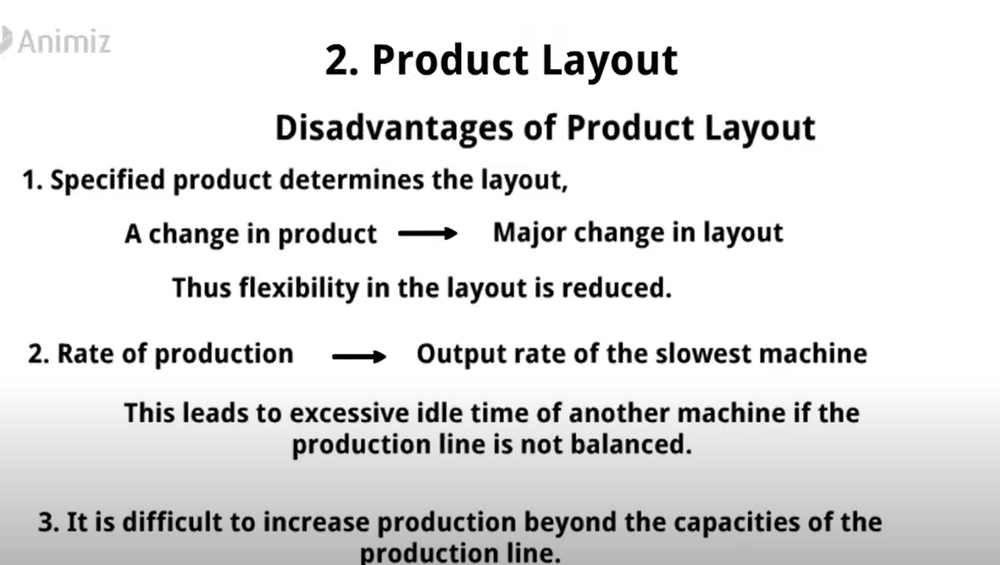 Animiz
2. Product Layout
Disadvantages of Product Layout
1. Specified product determines the layout,
A change in product → Major change in layout
Thus flexibility in the layout is reduced.
2. Rate of production → Output rate of the slowest machine
This leads to excessive idle time of another machine if the
production line is not balanced.
3. It is difficult to increase production beyond the capacities of the
production line.